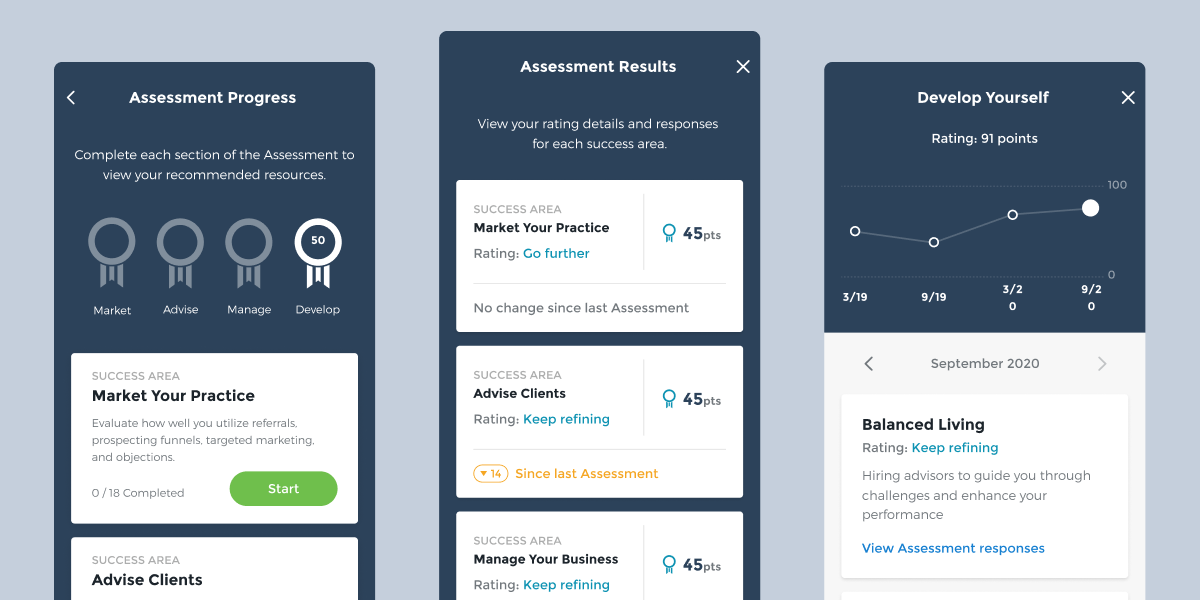 Assessment Progress
Complete each section of the Assessment to
view your recommended resources.
50
Market
Advise
Manage
Develop
SUCCESS AREA
Market Your Practice
Evaluate how well you utilize referrals,
prospecting funnels, targeted marketing,
and objections.
0 / 18 Completed
Start
SUCCESS AREA
Advise Clients
Assessment Results
View your rating details and responses
for each success area.
SUCCESS AREA
Market Your Practice
Rating: Go further
45pts
No change since last Assessment
SUCCESS AREA
Advise Clients
Rating: Keep refining
45pts
14 Since last Assessment
SUCCESS AREA
Manage Your Business
Rating: Keep refining
45pts
Develop Yourself
Rating: 91 points
100
0
3/19
9/19
3/2
0
9/2
0
September 2020
Balanced Living
Rating: Keep refining
Hiring advisors to guide you through
challenges and enhance your
performance
View Assessment responses